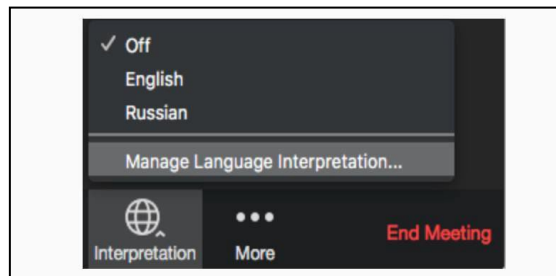 Off
English
Russian
Manage Language Interpretation...
Interpretation
More
End Meeting